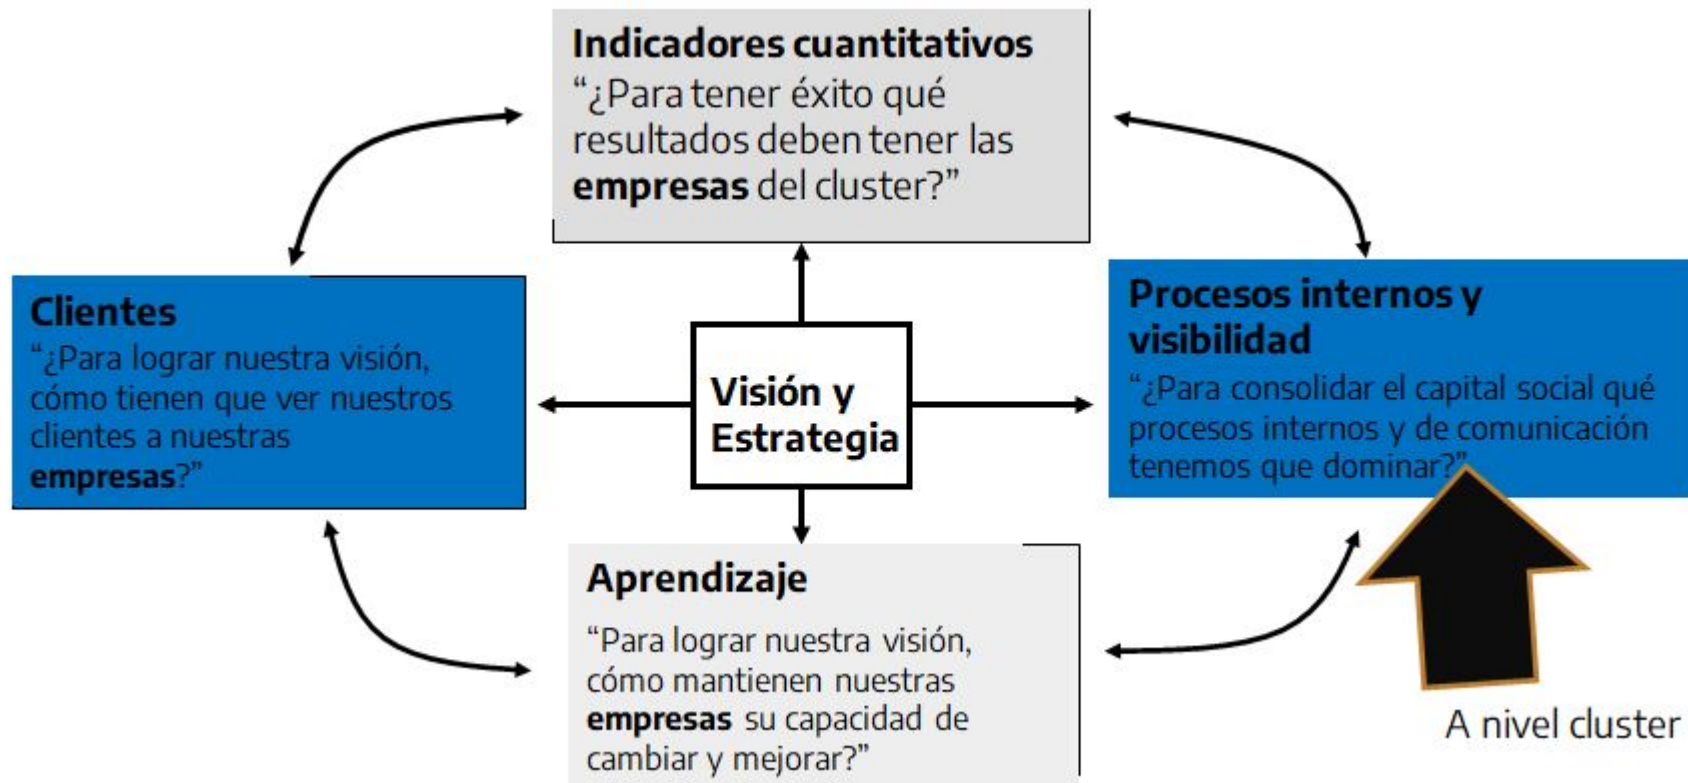 Indicadores cuantitativos
“¿Para tener éxito qué
resultados deben tener las
empresas del cluster?”
Clientes
“¿Para lograr nuestra visión,
cómo tienen que ver nuestros
clientes a nuestras
empresas?”
Visión y
Estrategia
Procesos internos y
visibilidad
“¿Para consolidar el capital social qué
procesos internos y de comunicación
tenemos que dominar?”
Aprendizaje
“Para lograr nuestra visión,
cómo mantienen nuestras
empresas su capacidad de
cambiar y mejorar?”
A nivel cluster